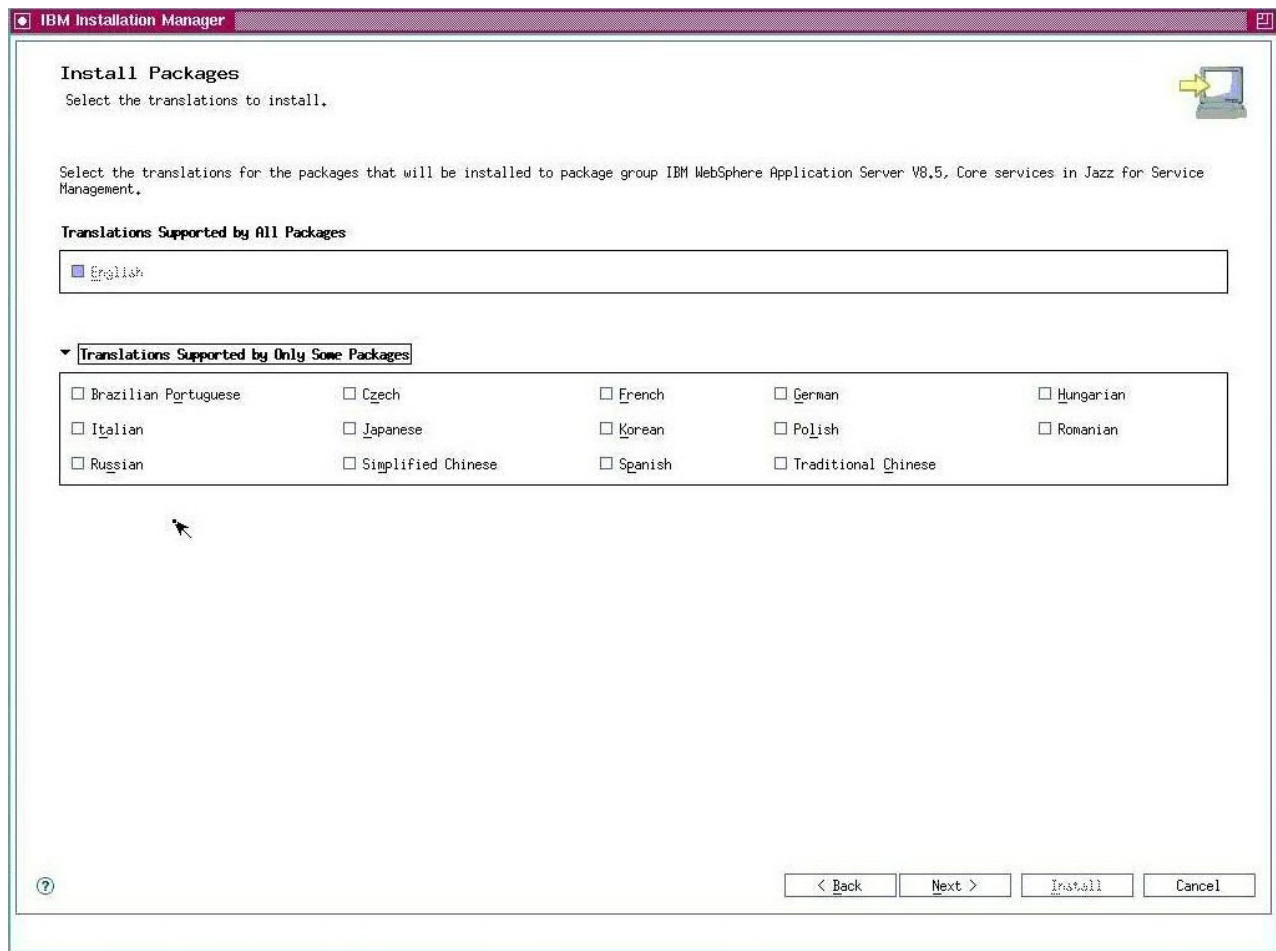 IBM Installation Manager
Install Packages
Select the translations to install.
Select the translations for the packages that will be installed to package group IBM WebSphere Application Server V8.5, Core services in Jazz for Service
Management.
Translations Supported by All Packages
English
Translations Supported by Only Some Packages
Brazilian Portuguese Czech French German Hungarian
Italian Japanese Korean Polish Romanian
Russian Simplified Chinese Spanish Traditional Chinese
? < Back Next > Install Cancel